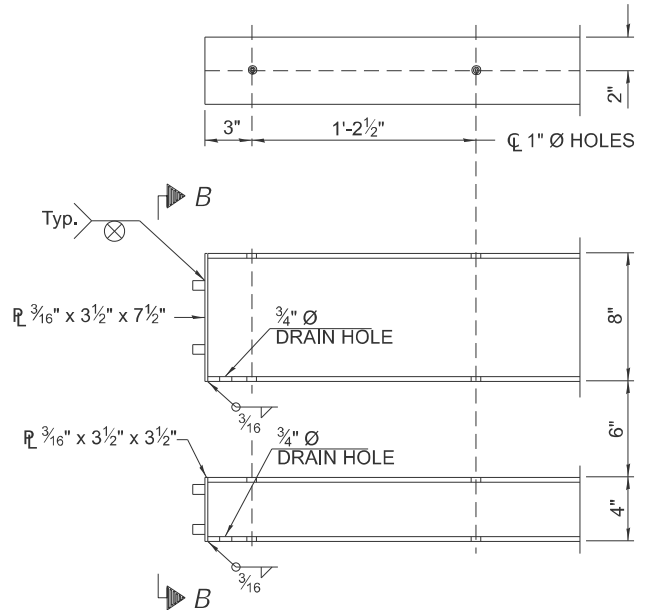 2"
3"
1'-2½"
℄ 1" Ø HOLES
B
Typ.
℄ 3/16" x 3½" x 7½"
¾" Ø
DRAIN HOLE
8"
3/16
6"
℄ 3/16" x 3½" x 3½"
¾" Ø
DRAIN HOLE
4"
3/16
B